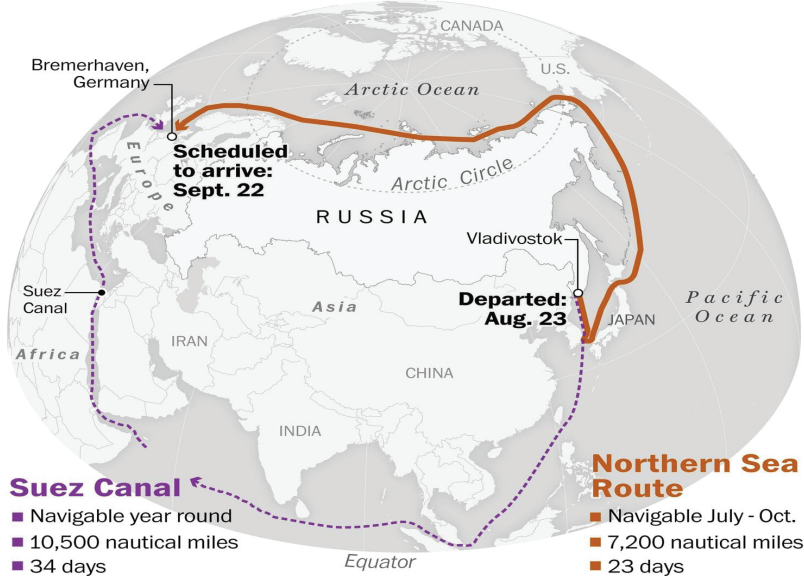 CANADA
Bremerhaven,
Germany
U.S.
Arctic Ocean
Europe
Scheduled
to arrive:
Sept. 22
Arctic Circle
RUSSIA
Vladivostok
Suez
Canal
Departed:
Aug. 23
Asia
Pacific
Ocean
JAPAN
IRAN
Africa
CHINA
INDIA
Suez Canal
Navigable year round
10,500 nautical miles
34 days
Equator
Northern Sea
Route
Navigable July - Oct.
7,200 nautical miles
23 days